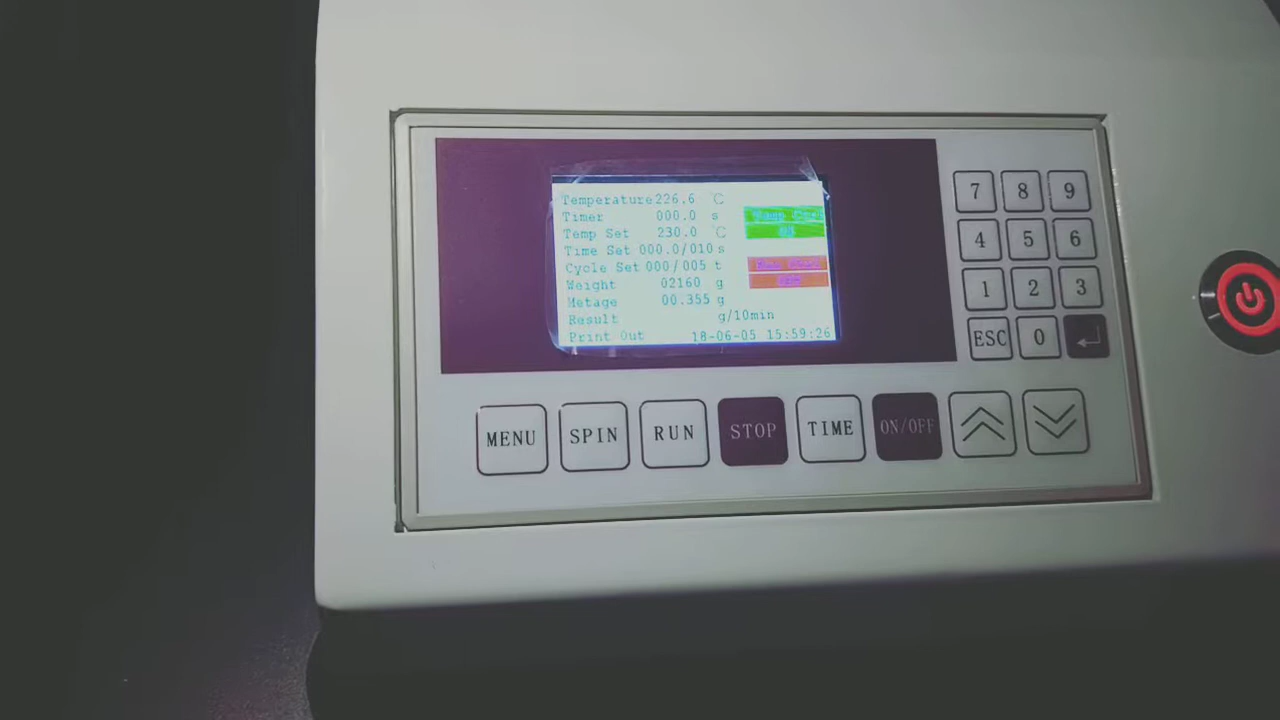 Temperature 226.6 ℃
Timer 000.0 s
Temp Set 230.0 ℃
Time Set 000.0/010 s
Cycle Set 000/005 t
Weight 02160 g
Metage 00.355 g
Result g/10min
Print Out 18-06-05 15:59:26
7 8 9
4 5 6
1 2 3
ESC 0
MENU SPIN RUN STOP TIME ON/OFF